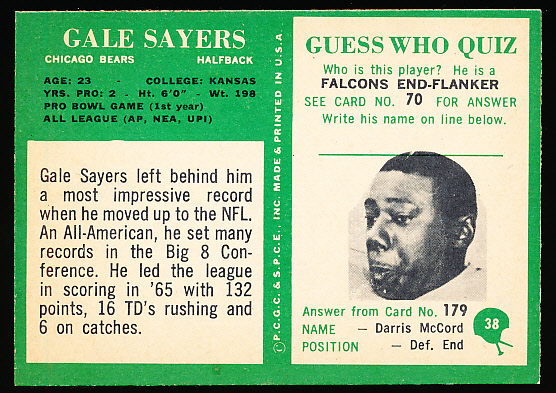 GALE SAYERS
CHICAGO BEARS HALFBACK
AGE: 23 - COLLEGE: KANSAS
YRS. PRO: 2 - Ht. 6'0" - Wt. 198
PRO BOWL GAME (1st year)
ALL LEAGUE (AP, NEA, UPI)
Gale Sayers left behind him
a most impressive record
when he moved up to the NFL.
An All-American, he set many
records in the Big 8 Con-
ference. He led the league
in scoring in '65 with 132
points, 16 TD's rushing and
6 on catches.
© P.C.G.C. & S.P.C.E., INC. MADE & PRINTED IN U.S.A
GUESS WHO QUIZ
Who is this player? He is a
FALCONS END-FLANKER
SEE CARD NO. 70 FOR ANSWER
Write his name on line below.
Answer from Card No. 179
NAME — Darris McCord
POSITION — Def. End
38